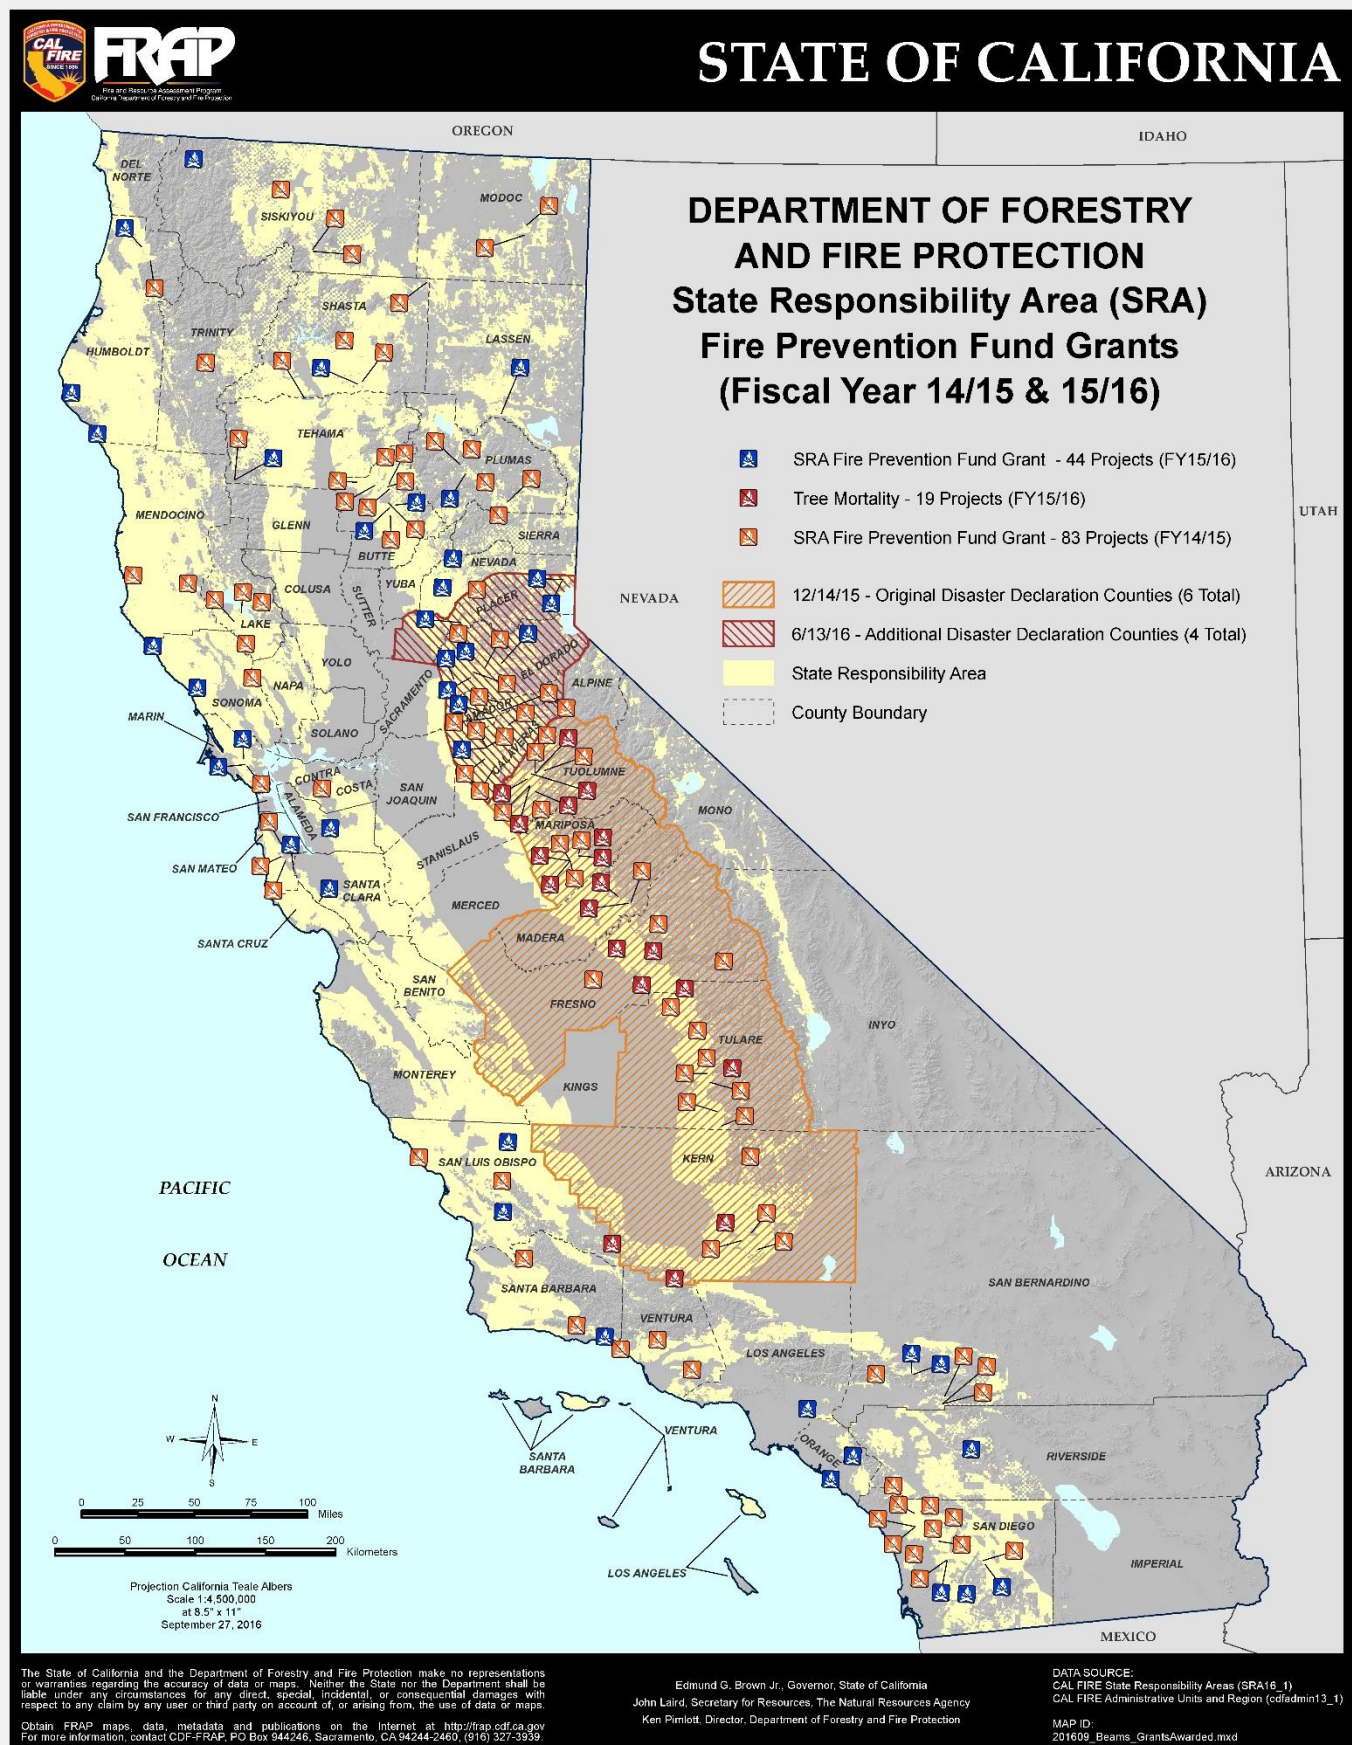 CALIFORNIA DEPARTMENT OF
FORESTRY & FIRE PROTECTION
CAL
FIRE
SINCE 1885
FRAP
Fire and Resource Assessment Program
California Department of Forestry and Fire Protection
STATE OF CALIFORNIA
OREGON
IDAHO
DEL
NORTE
SISKIYOU
MODOC
DEPARTMENT OF FORESTRY
AND FIRE PROTECTION
State Responsibility Area (SRA)
Fire Prevention Fund Grants
(Fiscal Year 14/15 & 15/16)
SHASTA
TRINITY
LASSEN
HUMBOLDT
TEHAMA
PLUMAS
SRA Fire Prevention Fund Grant - 44 Projects (FY15/16)
Tree Mortality - 19 Projects (FY15/16)
SRA Fire Prevention Fund Grant - 83 Projects (FY14/15)
12/14/15 - Original Disaster Declaration Counties (6 Total)
6/13/16 - Additional Disaster Declaration Counties (4 Total)
State Responsibility Area
County Boundary
UTAH
NEVADA
MENDOCINO
GLENN
BUTTE
SIERRA
NEVADA
YUBA
COLUSA
SUTTER
PLACER
LAKE
YOLO
EL DORADO
NAPA
SONOMA
SACRAMENTO
ALPINE
AMADOR
MARIN
SOLANO
CALAVERAS
TUOLUMNE
CONTRA
COSTA
SAN
JOAQUIN
ALAMEDA
MONO
SAN FRANCISCO
MARIPOSA
STANISLAUS
SAN MATEO
SANTA
CLARA
MERCED
SANTA CRUZ
MADERA
SAN
BENITO
FRESNO
INYO
TULARE
MONTEREY
KINGS
KERN
SAN LUIS OBISPO
ARIZONA
PACIFIC
OCEAN
SAN BERNARDINO
SANTA BARBARA
VENTURA
LOS ANGELES
VENTURA
SANTA
BARBARA
ORANGE
RIVERSIDE
SAN DIEGO
IMPERIAL
LOS ANGELES
MEXICO
N
W E
S
0 25 50 75 100
Miles
0 50 100 150 200
Kilometers
Projection California Teale Albers
Scale 1:4,500,000
at 8.5" x 11"
September 27, 2016
The State of California and the Department of Forestry and Fire Protection make no representations
or warranties regarding the accuracy of data or maps. Neither the State nor the Department shall be
liable under any circumstances for any direct, special, incidental, or consequential damages with
respect to any claim by any user or third party on account of, or arising from, the use of data or maps.
Obtain FRAP maps, data, metadata and publications on the Internet at http://frap.cdf.ca.gov
For more information, contact CDF-FRAP, PO Box 944246, Sacramento, CA 94244-2460, (916) 327-3939.
Edmund G. Brown Jr., Governor, State of California
John Laird, Secretary for Resources, The Natural Resources Agency
Ken Pimlott, Director, Department of Forestry and Fire Protection
DATA SOURCE:
CAL FIRE State Responsibility Areas (SRA16_1)
CAL FIRE Administrative Units and Region (cdfadmin13_1)
MAP ID:
201609_Beams_GrantsAwarded.mxd